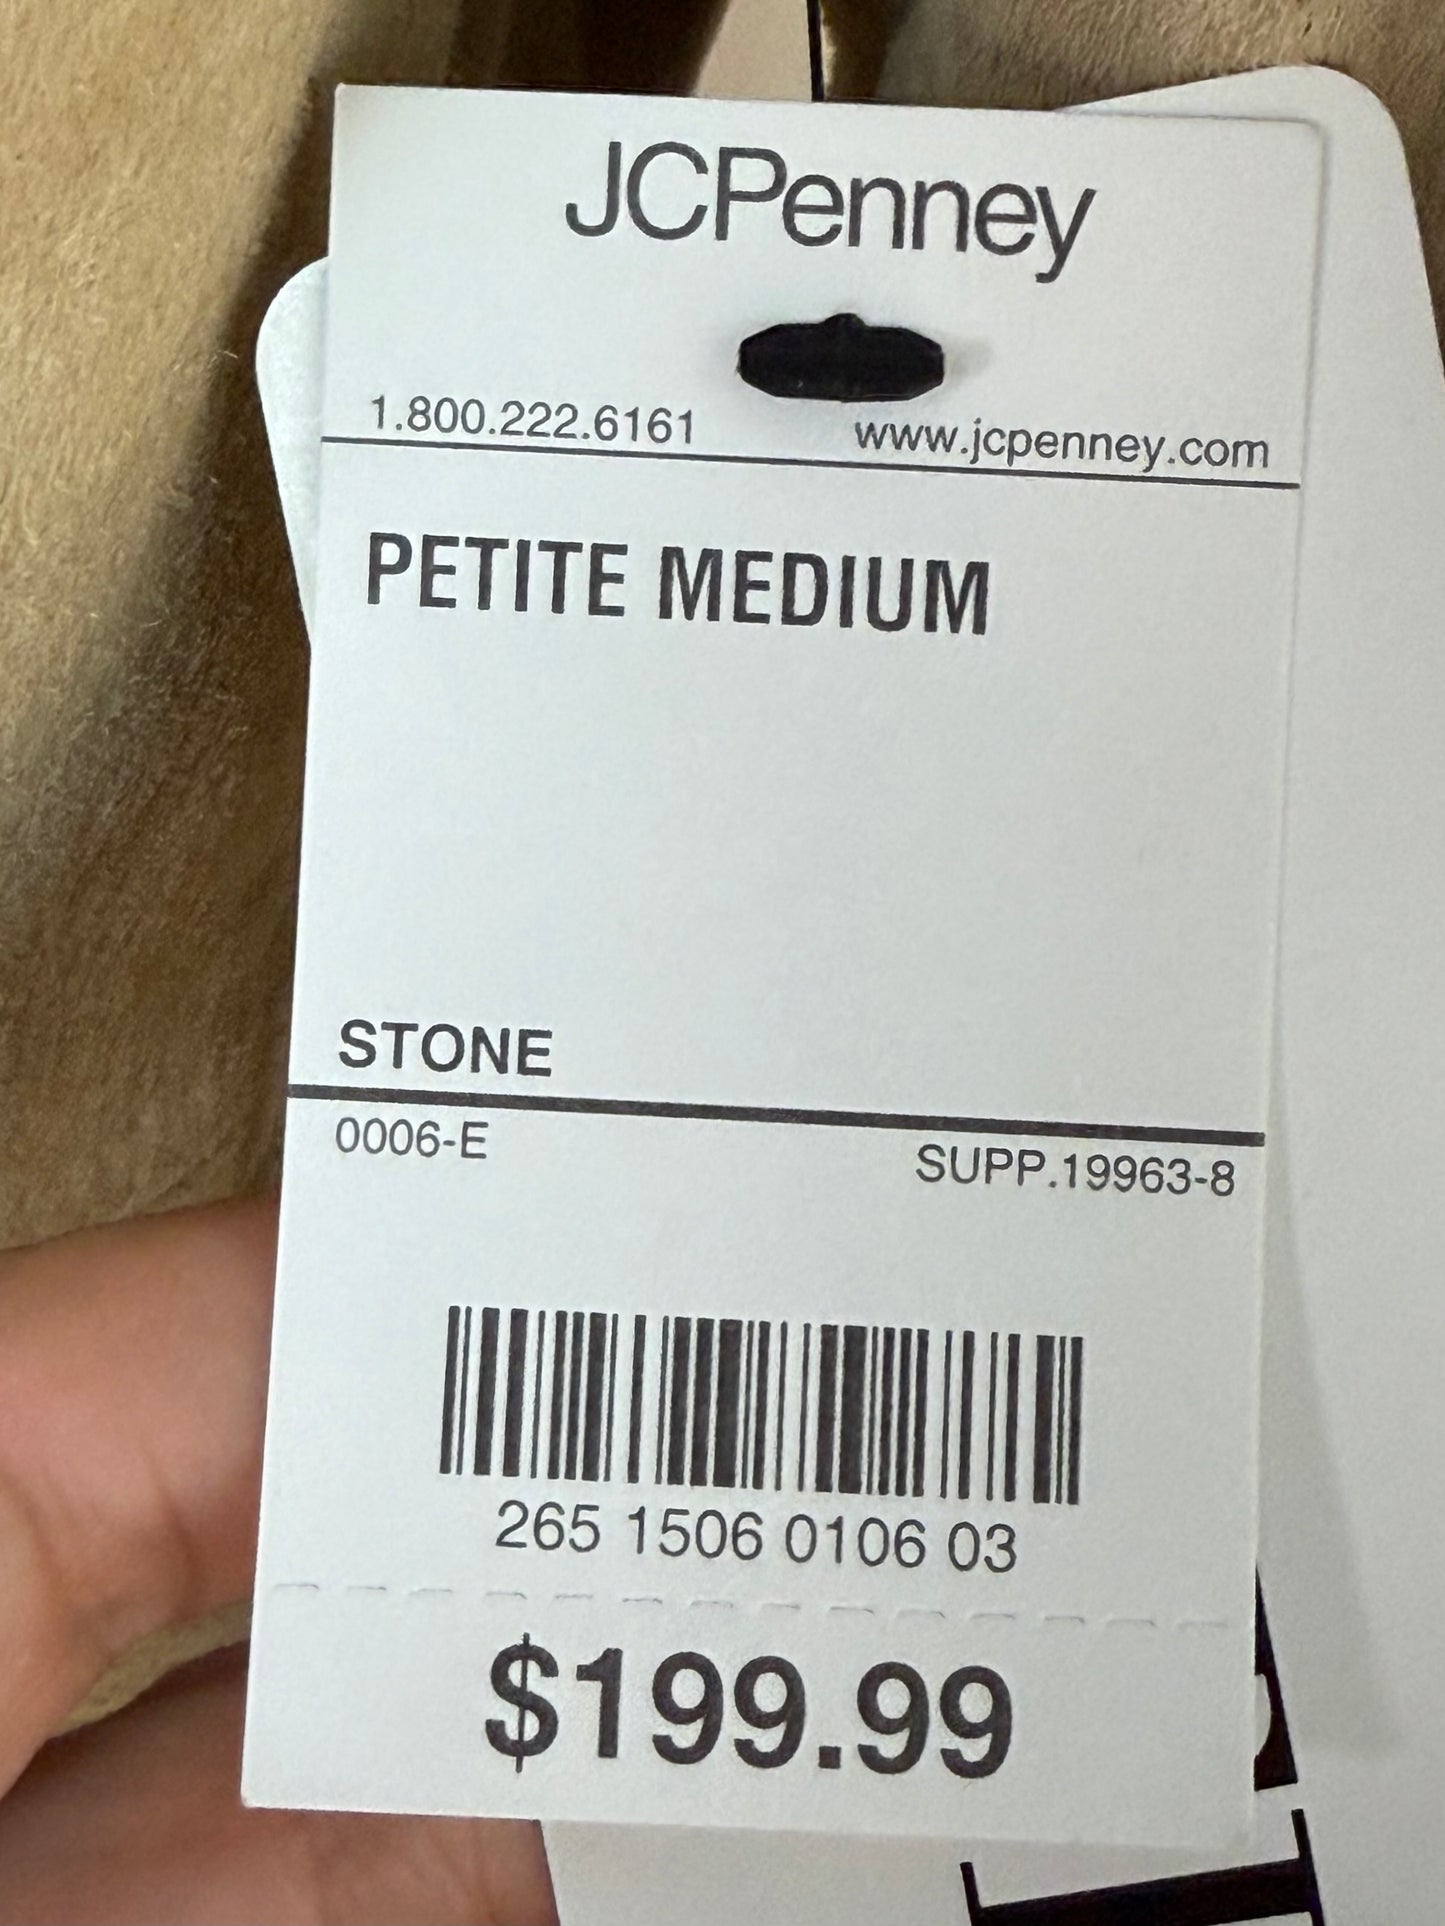 JCPenney
1.800.222.6161 www.jcpenney.com
PETITE MEDIUM
STONE
0006-E SUPP.19963-8
265 1506 0106 03
$199.99